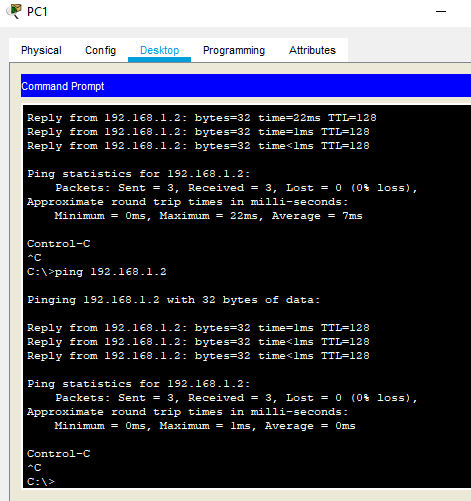 PC1
Physical Config Desktop Programming Attributes
Command Prompt
Reply from 192.168.1.2: bytes=32 time=22ms TTL=128
Reply from 192.168.1.2: bytes=32 time=1ms TTL=128
Reply from 192.168.1.2: bytes=32 time<1ms TTL=128
Ping statistics for 192.168.1.2:
Packets: Sent = 3, Received = 3, Lost = 0 (0% loss),
Approximate round trip times in milli-seconds:
Minimum = 0ms, Maximum = 22ms, Average = 7ms
Control-C
^C
C:\>ping 192.168.1.2
Pinging 192.168.1.2 with 32 bytes of data:
Reply from 192.168.1.2: bytes=32 time=1ms TTL=128
Reply from 192.168.1.2: bytes=32 time<1ms TTL=128
Reply from 192.168.1.2: bytes=32 time<1ms TTL=128
Ping statistics for 192.168.1.2:
Packets: Sent = 3, Received = 3, Lost = 0 (0% loss),
Approximate round trip times in milli-seconds:
Minimum = 0ms, Maximum = 1ms, Average = 0ms
Control-C
^C
C:\>